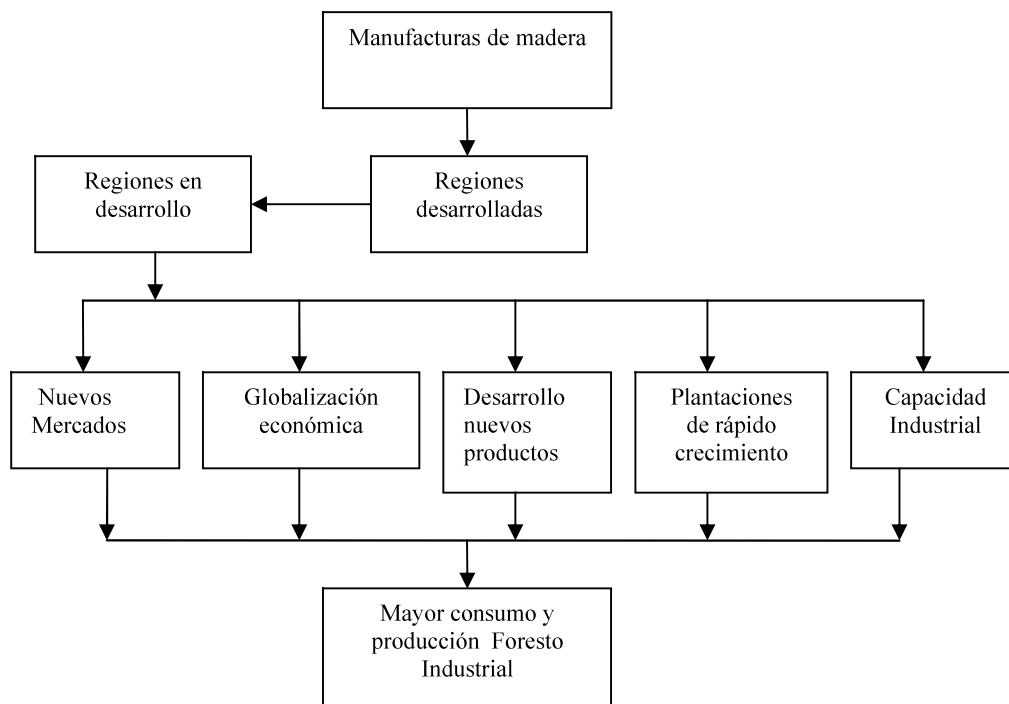 Manufacturas de madera
Regiones en
desarrollo
Regiones
desarrolladas
Nuevos
Mercados
Globalización
económica
Desarrollo
nuevos
productos
Plantaciones
de rápido
crecimiento
Capacidad
Industrial
Mayor consumo y
producción Foresto
Industrial